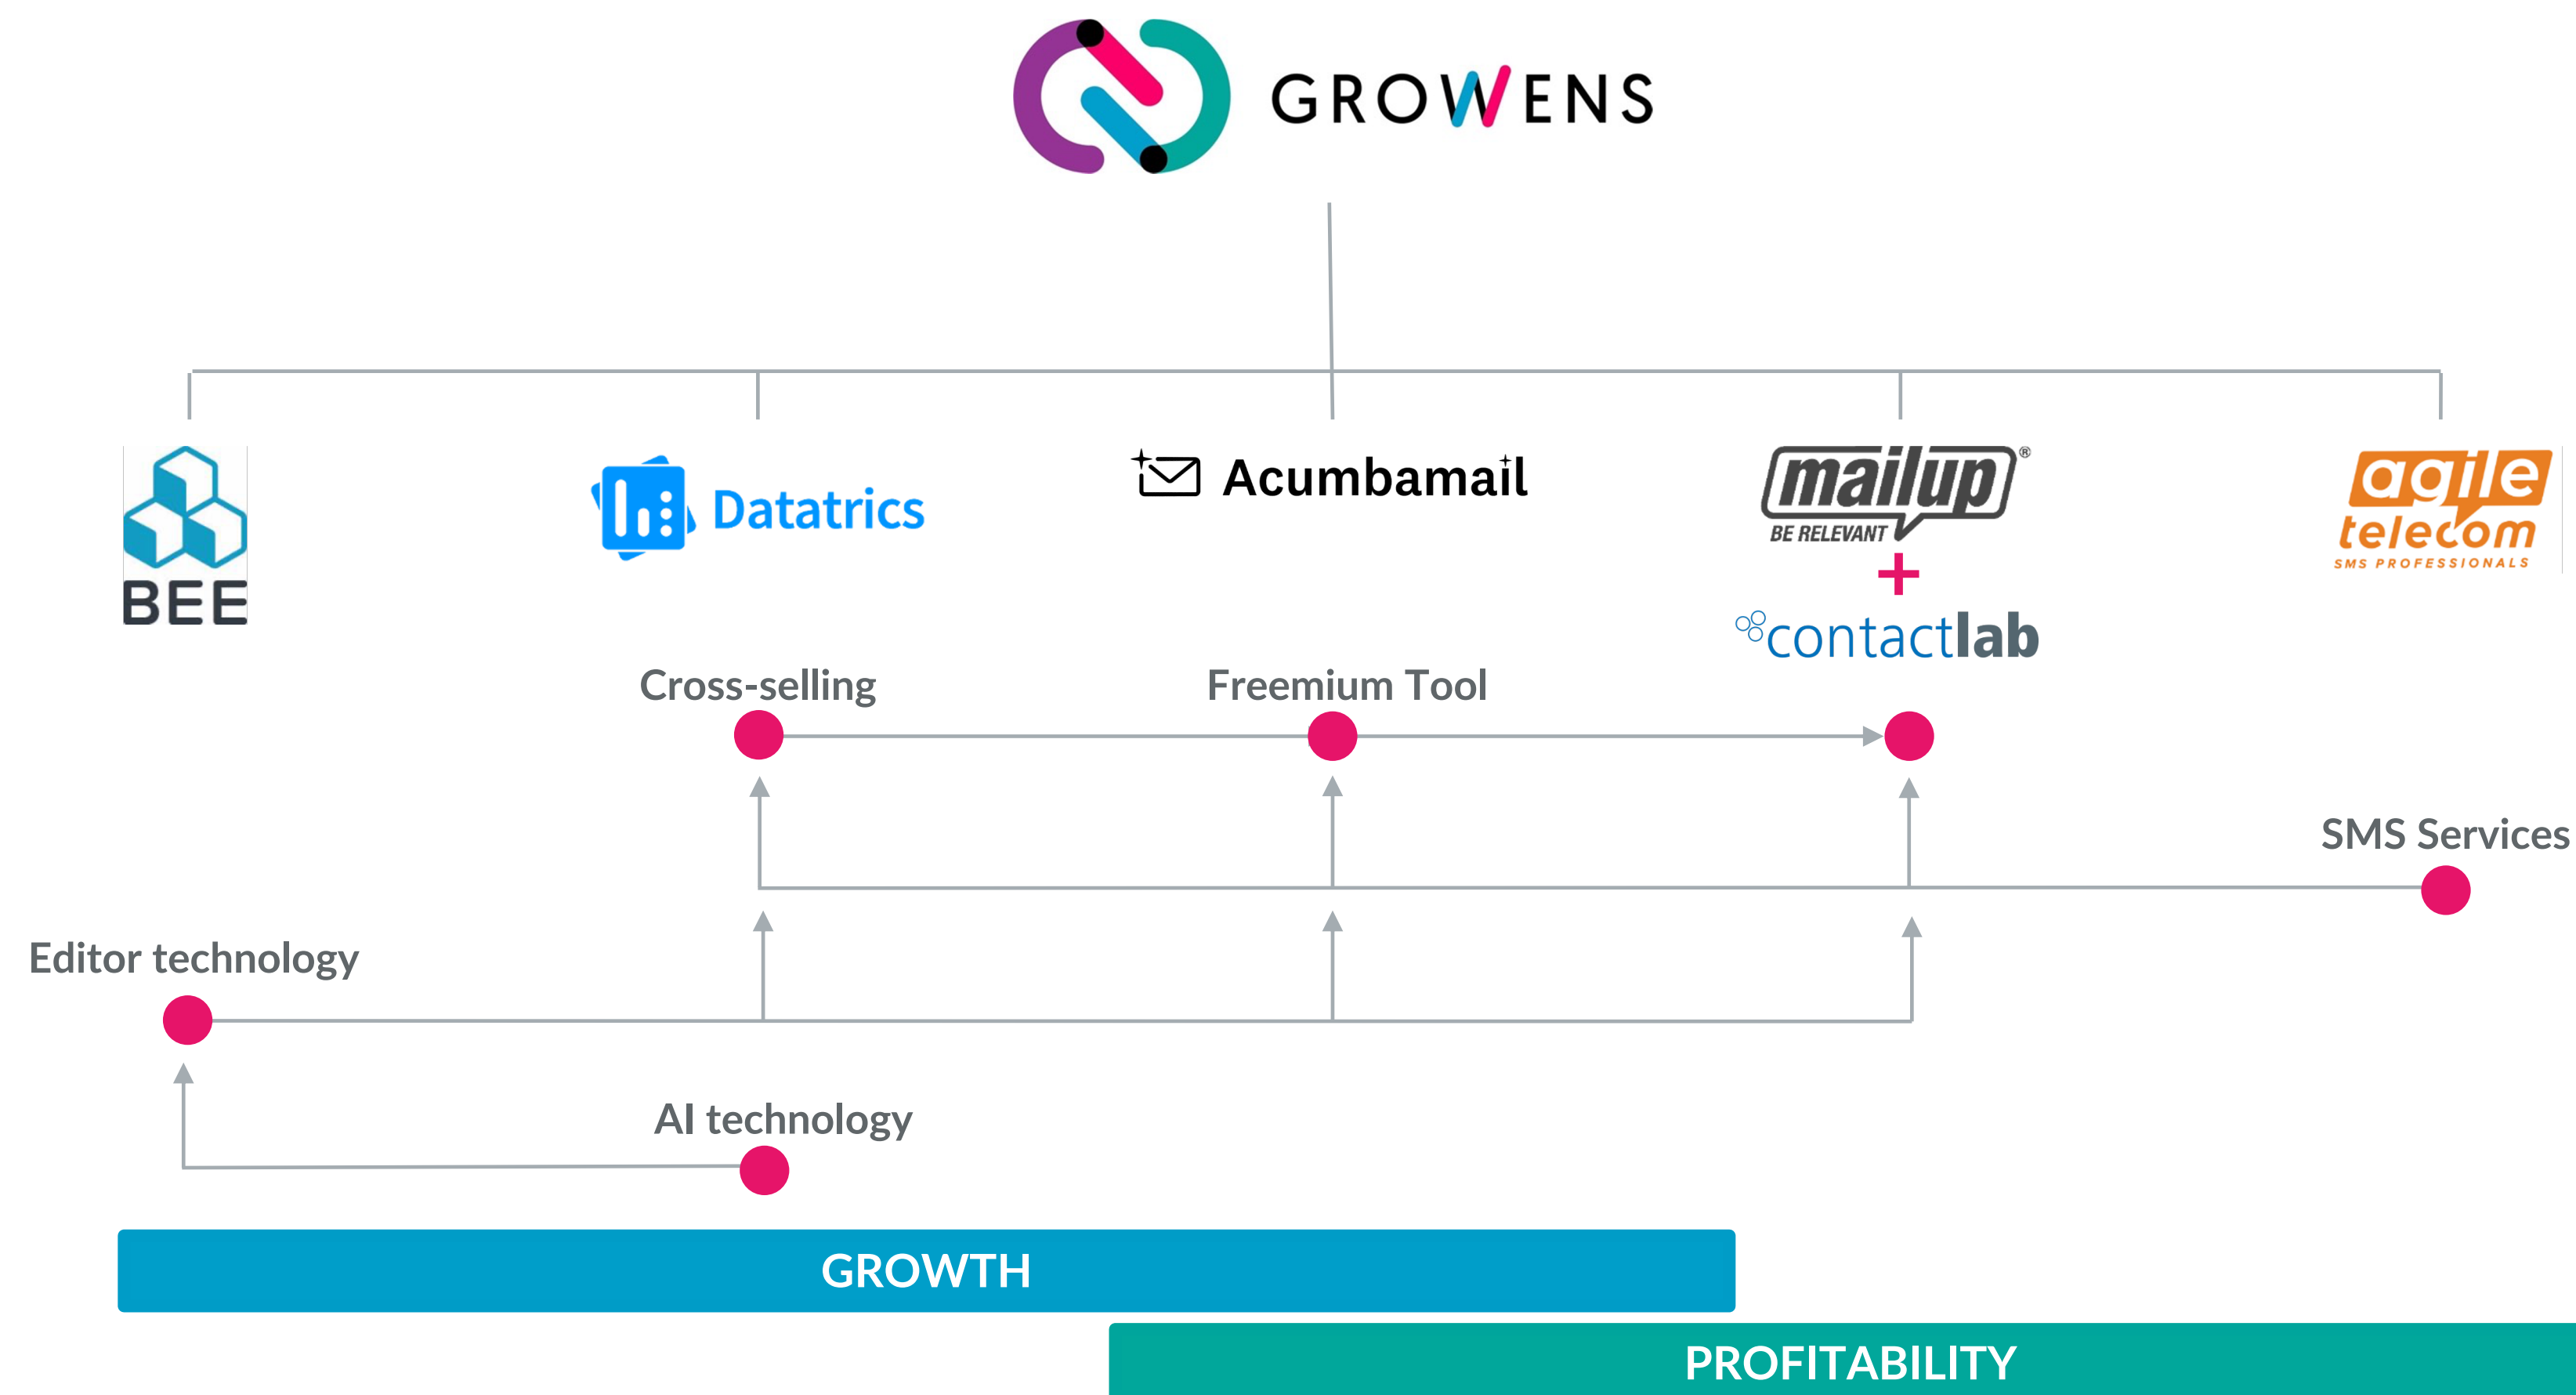 GROWENS
BEE
Datatrics
Acumbamail
mailup®
BE RELEVANT
+
contactlab
agile
telecom
SMS PROFESSIONALS
Cross-selling
Freemium Tool
SMS Services
Editor technology
AI technology
GROWTH
PROFITABILITY